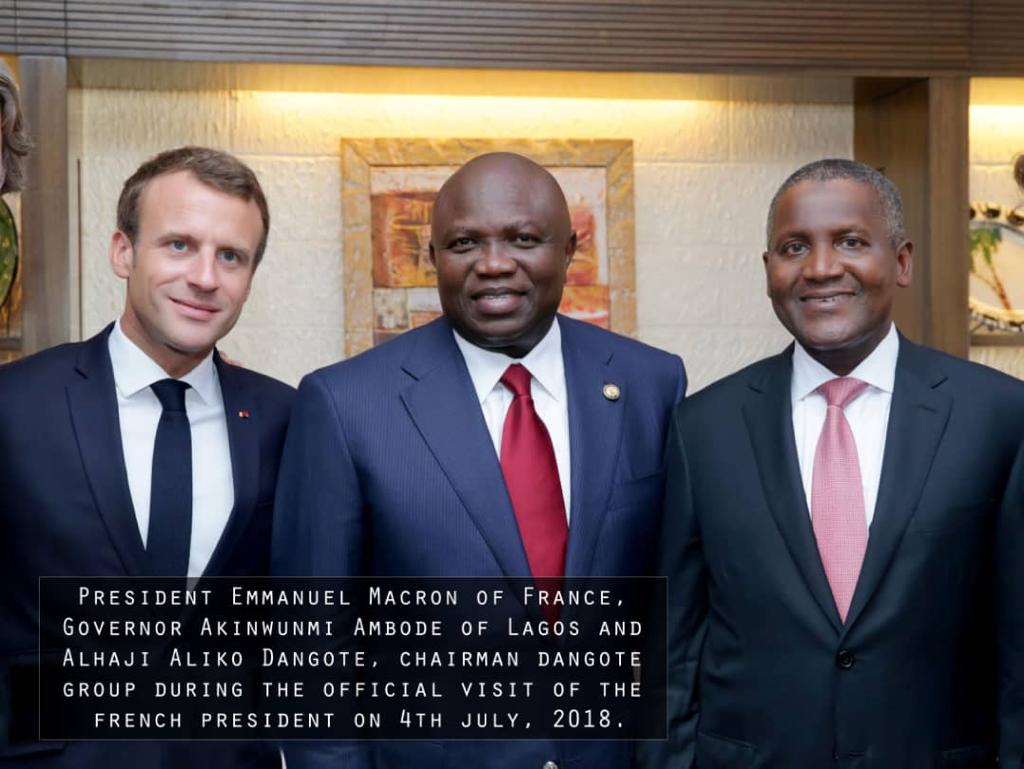 President Emmanuel Macron of France,
Governor Akinwunmi Ambode of Lagos and
Alhaji Aliko Dangote, chairman dangote
group during the official visit of the
french president on 4th july, 2018.